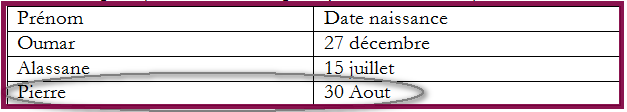 Prénom Date naissance
Oumar 27 décembre
Alassane 15 juillet
Pierre 30 Aout